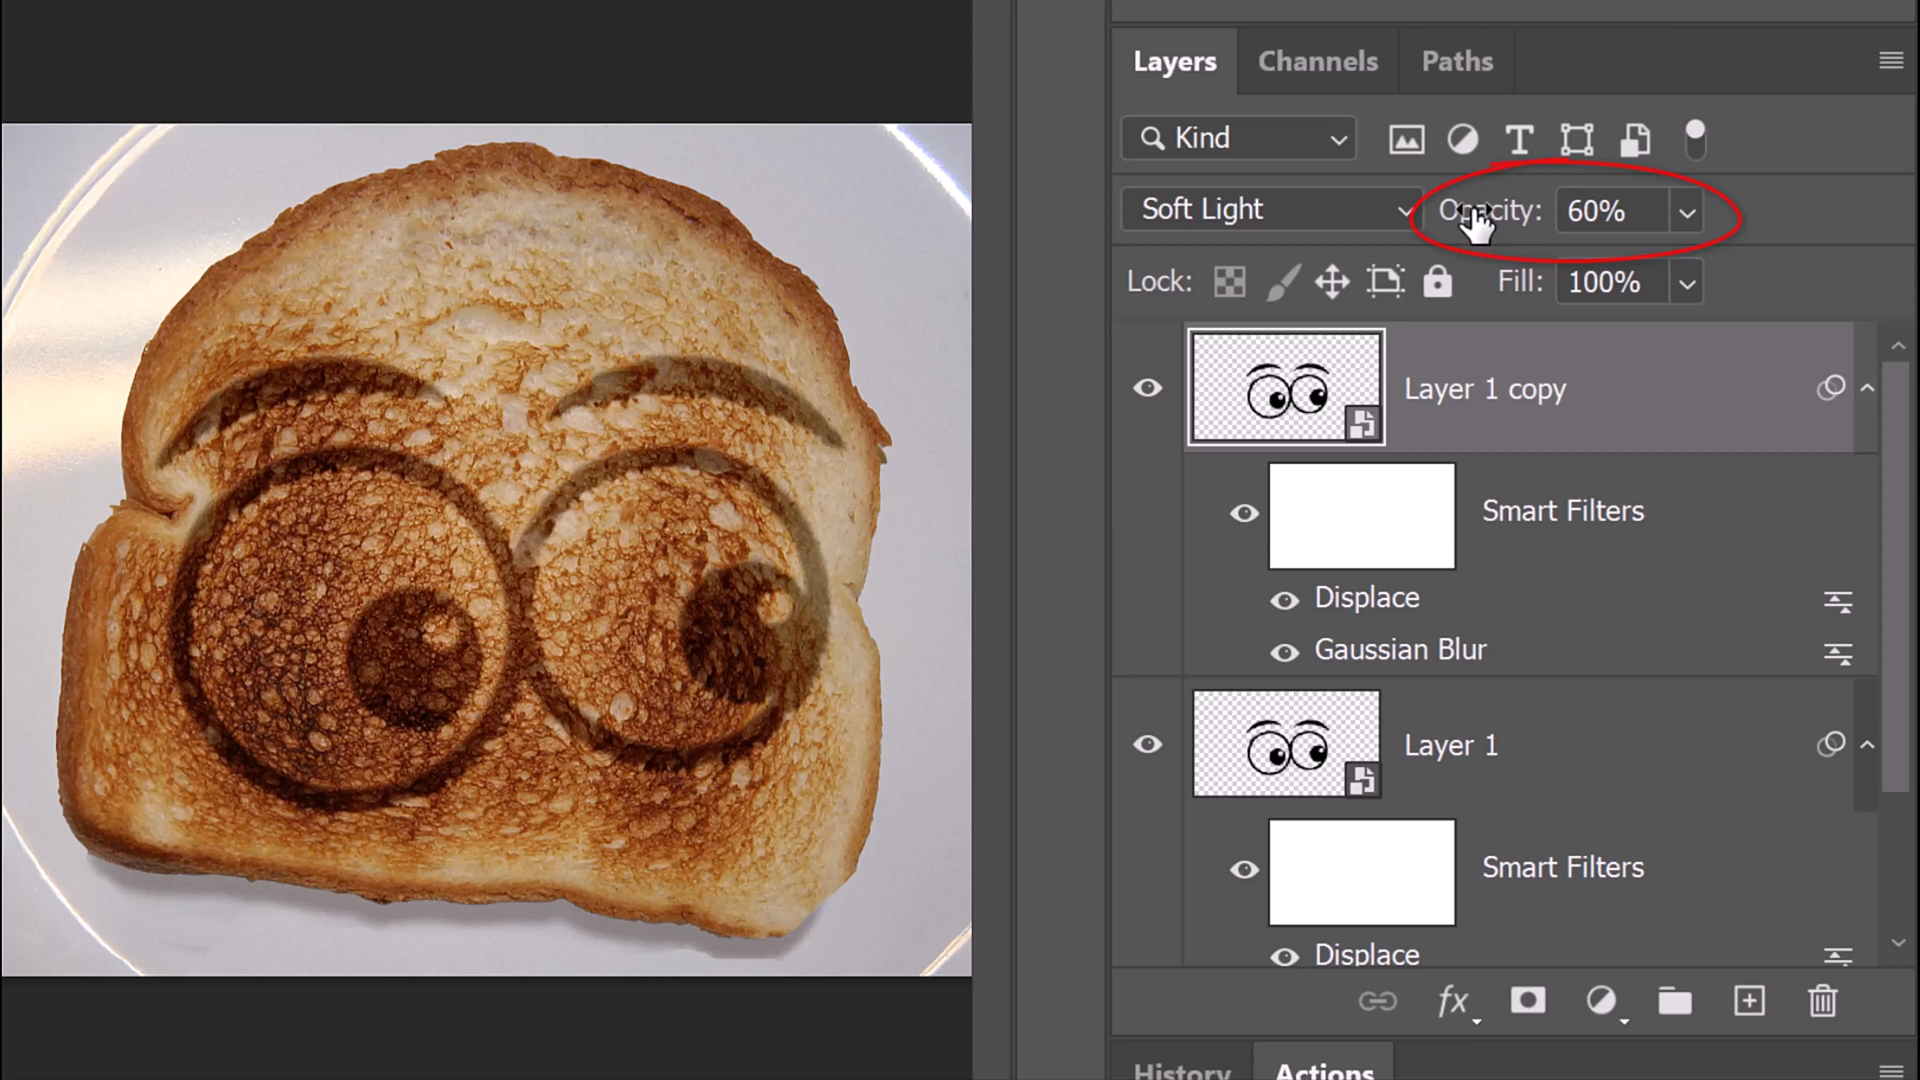 Layers Channels Paths
Kind
Soft Light Opacity: 60%
Lock: Fill: 100%
Layer 1 copy
Smart Filters
Displace
Gaussian Blur
Layer 1
Smart Filters
Displace
fx
History Actions